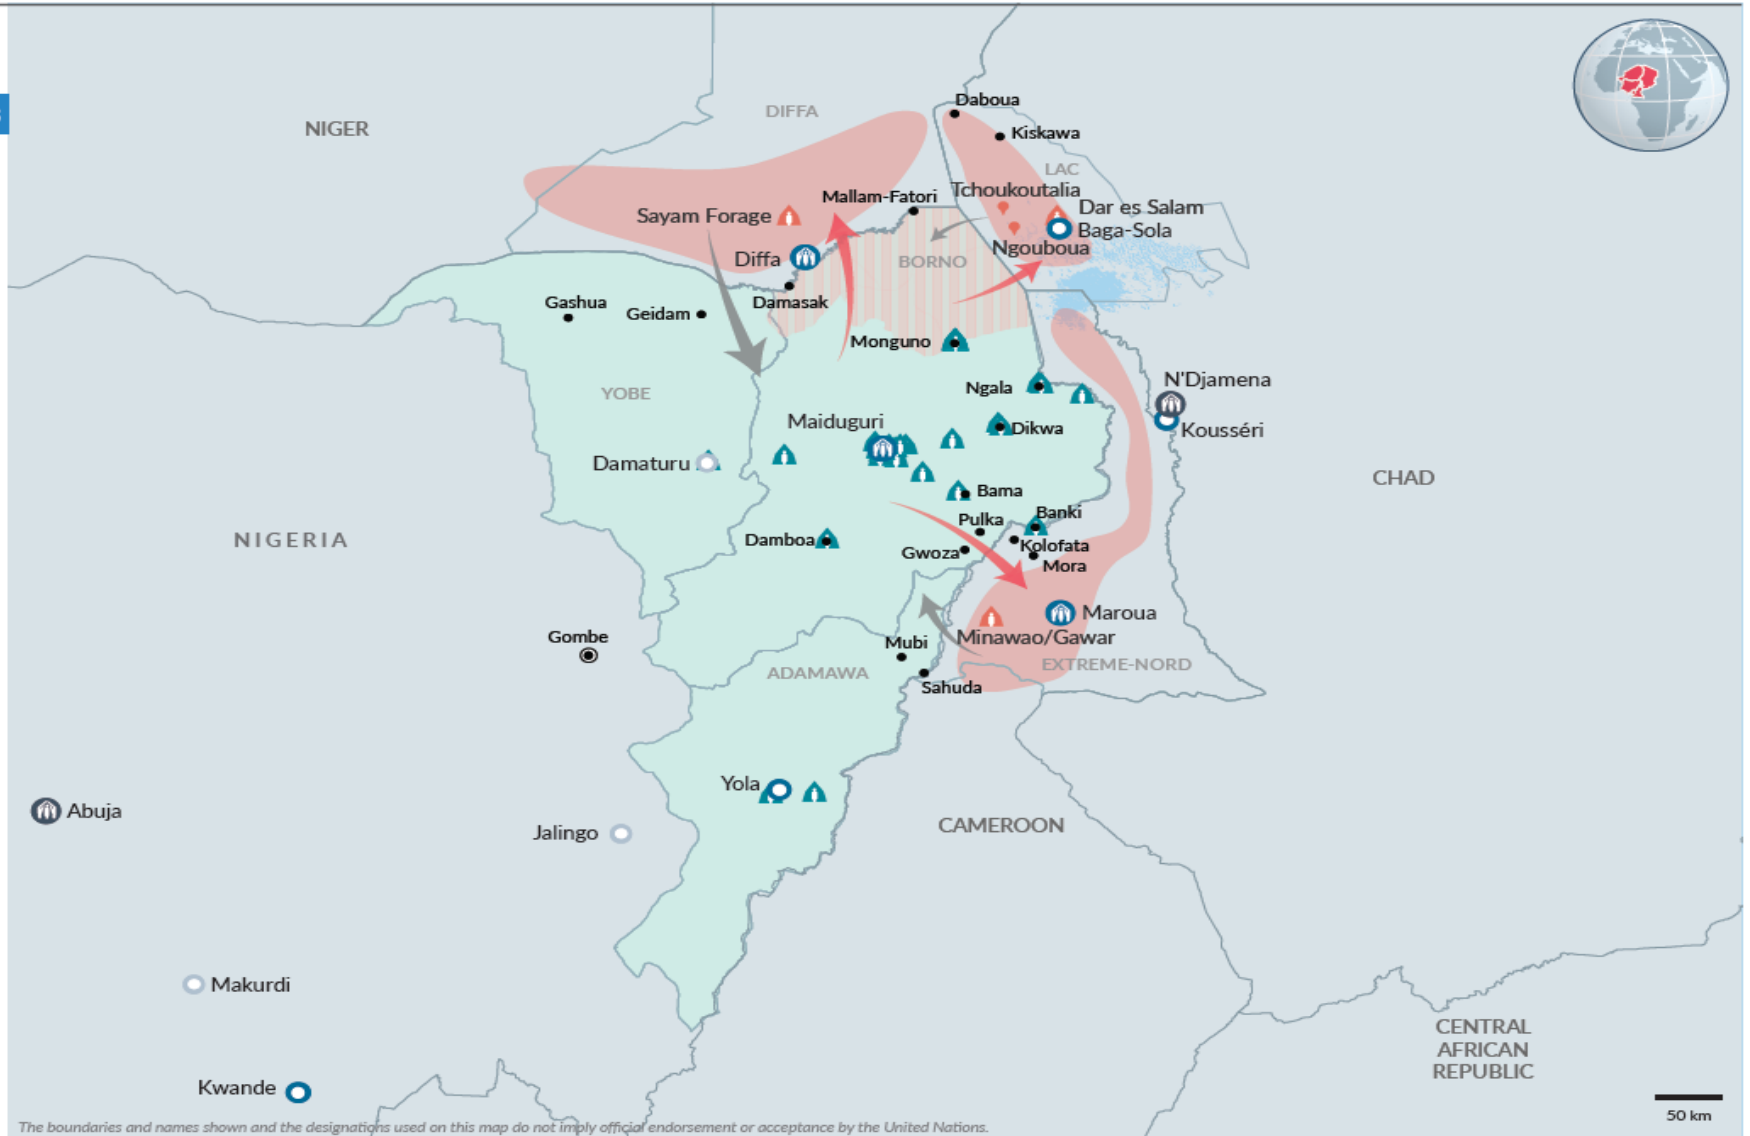 Daboua
DIFFA
NIGER
Kiskawa
LAC
Tchoukoutalia
Mallam-Fatori
Dar es Salam
Sayam Forage
Baga-Sola
Ngouboua
Diffa
BORNO
Damasak
Gashua
Geidam
Monguno
N'Djamena
Ngala
YOBE
Maiduguri
Dikwa
Kousséri
Damaturu
CHAD
Bama
Banki
Pulka
NIGERIA
Damboa
Kolofata
Gwoza
Mora
Maroua
Gombe
Minawao/Gawar
Mubi
EXTREME-NORD
ADAMAWA
Sahuda
Yola
Abuja
CAMEROON
Jalingo
Makurdi
CENTRAL
AFRICAN
REPUBLIC
Kwande
50 km
The boundaries and names shown and the designations used on this map do not imply official endorsement or acceptance by the United Nations.